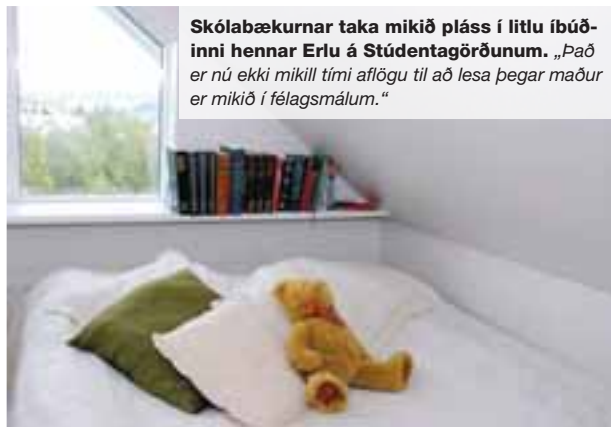 Skólabækurnar taka mikið pláss í litlu íbúð-
inni hennar Erlu á Stúdentagörðunum. „Það
er nú ekki mikill tími aflögu til að lesa þegar maður
er mikið í félagsmálum.“